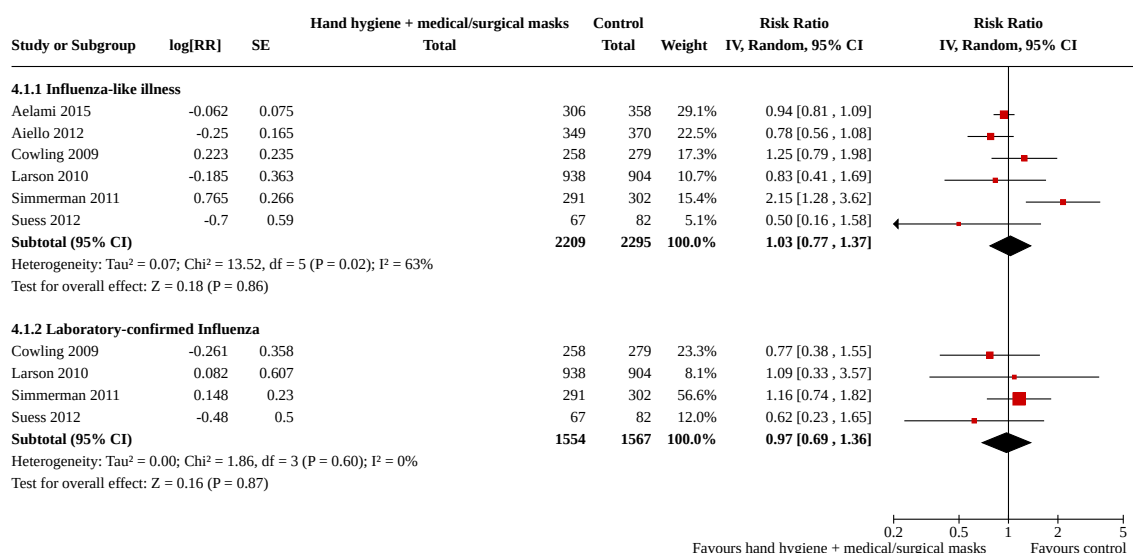 Hand hygiene + medical/surgical masks Control Risk Ratio Risk Ratio
Study or Subgroup log[RR] SE Total Total Weight IV, Random, 95% CI IV, Random, 95% CI
4.1.1 Influenza-like illness
Aelami 2015 -0.062 0.075 306 358 29.1% 0.94 [0.81 , 1.09]
Aiello 2012 -0.25 0.165 349 370 22.5% 0.78 [0.56 , 1.08]
Cowling 2009 0.223 0.235 258 279 17.3% 1.25 [0.79 , 1.98]
Larson 2010 -0.185 0.363 938 904 10.7% 0.83 [0.41 , 1.69]
Simmerman 2011 0.765 0.266 291 302 15.4% 2.15 [1.28 , 3.62]
Suess 2012 -0.7 0.59 67 82 5.1% 0.50 [0.16 , 1.58]
Subtotal (95% CI) 2209 2295 100.0% 1.03 [0.77 , 1.37]
Heterogeneity: Tau² = 0.07; Chi² = 13.52, df = 5 (P = 0.02); I² = 63%
Test for overall effect: Z = 0.18 (P = 0.86)
4.1.2 Laboratory-confirmed Influenza
Cowling 2009 -0.261 0.358 258 279 23.3% 0.77 [0.38 , 1.55]
Larson 2010 0.082 0.607 938 904 8.1% 1.09 [0.33 , 3.57]
Simmerman 2011 0.148 0.23 291 302 56.6% 1.16 [0.74 , 1.82]
Suess 2012 -0.48 0.5 67 82 12.0% 0.62 [0.23 , 1.65]
Subtotal (95% CI) 1554 1567 100.0% 0.97 [0.69 , 1.36]
Heterogeneity: Tau² = 0.00; Chi² = 1.86, df = 3 (P = 0.60); I² = 0%
Test for overall effect: Z = 0.16 (P = 0.87)
0.2 0.5 1 2 5
Favours hand hygiene + medical/surgical masks Favours control